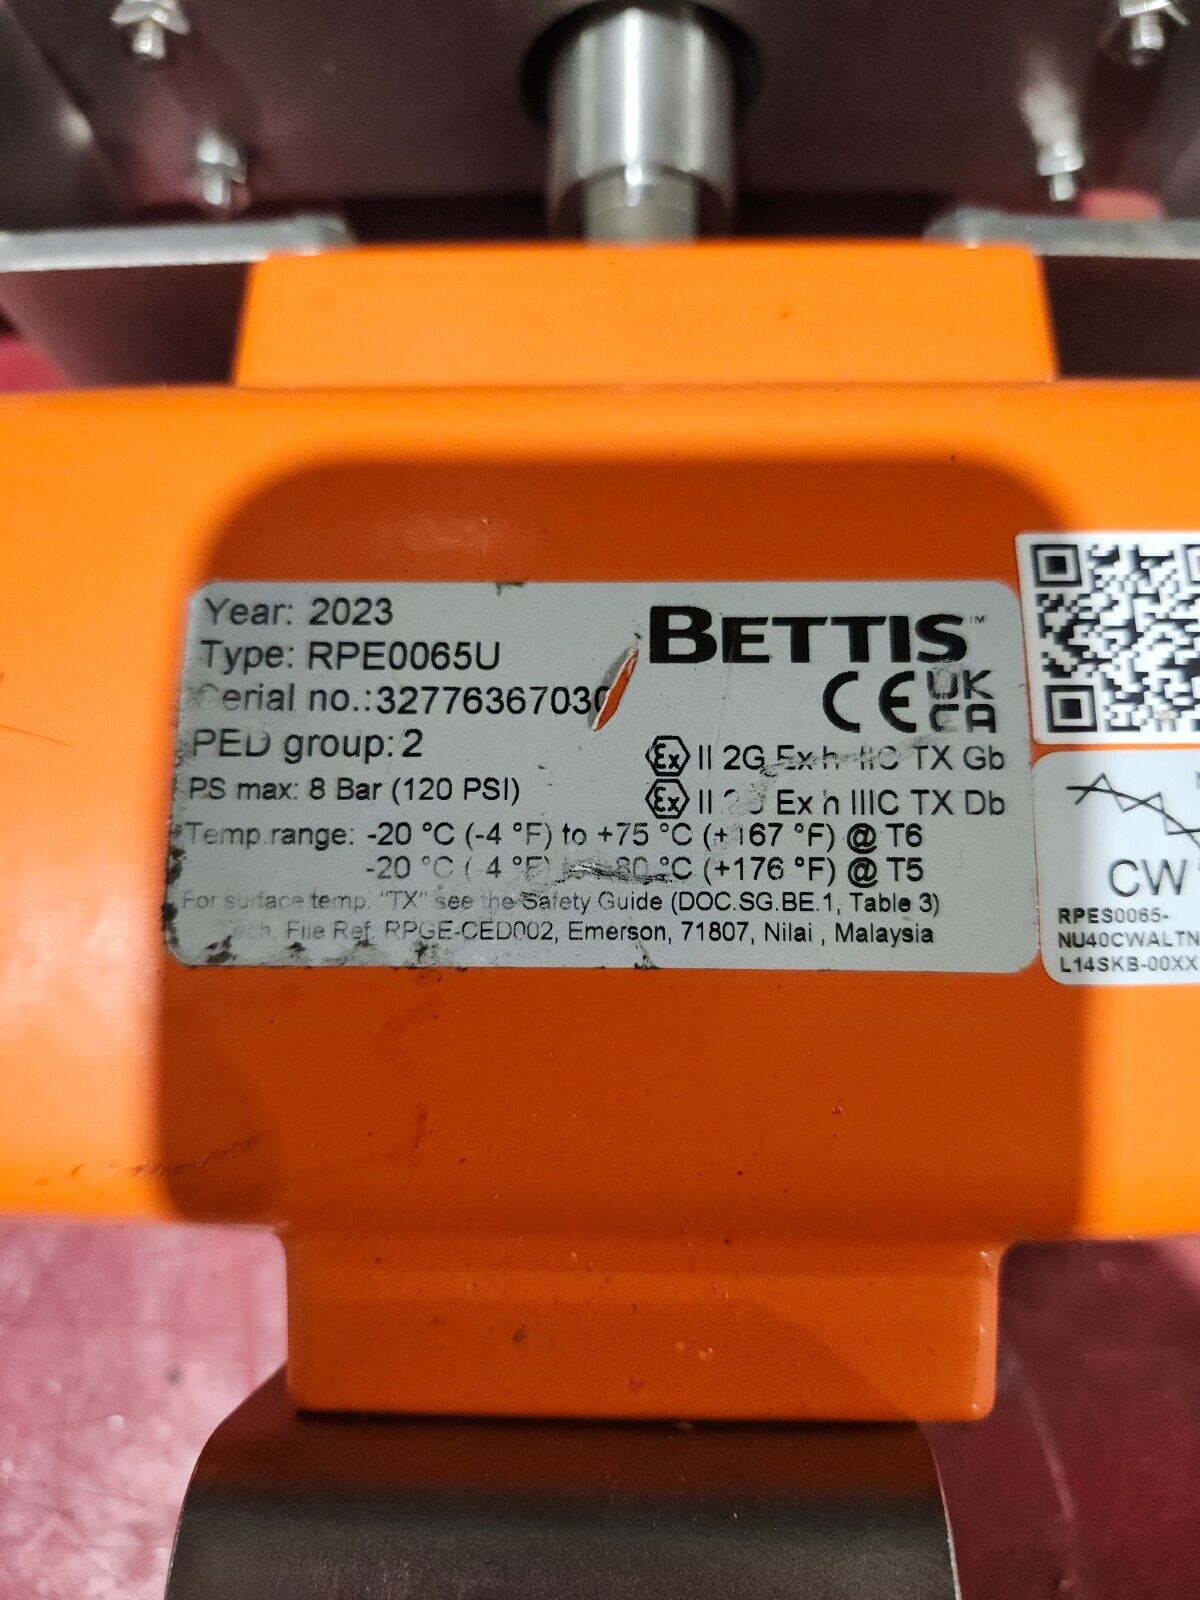 Year: 2023
Type: RPE0065U
Serial no.:
PED group: 2
PS max: 8 Bar (120 PSI)
BETTIS™
CE UK CA
Ex II 2G Ex h IIC TX Gb
Ex II Ex h IIIC TX Db
Temp.range: -20 °C (-4 °F) to +75 °C (+167 °F) @ T6
-20 °C (-4 °F) to +80 °C (+176 °F) @ T5
For surface temp. "TX" see the Safety Guide (DOC.SG.BE.1, Table 3)
Tech. File Ref. RPGE-CED002, Emerson, 71807, Nilai , Malaysia
CW
RPES0065-
NU40CWALTN
L14SKB-00XX